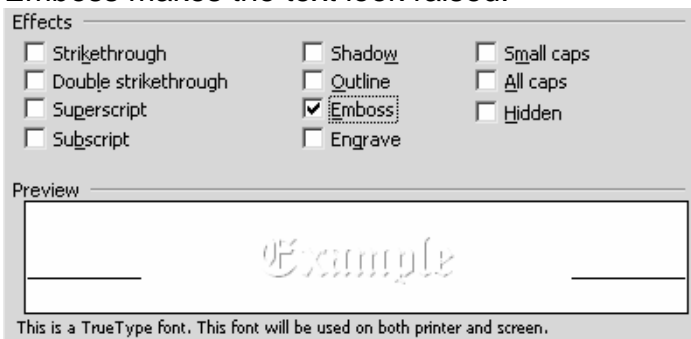 Emboss makes the text look raised.
Effects
Strikethrough Shadow Small caps
Double strikethrough Outline All caps
Superscript Emboss Hidden
Subscript Engrave
Preview
Example
This is a TrueType font. This font will be used on both printer and screen.